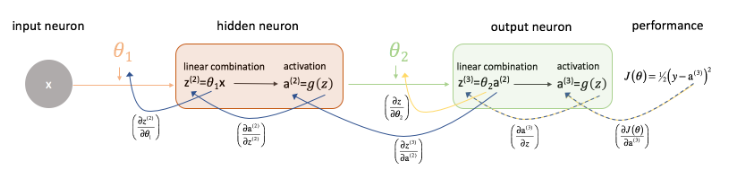 input neuron
hidden neuron
output neuron
performance
θ₁
θ₂
linear combination
activation
linear combination
activation
x
z⁽²⁾=θ₁x
a⁽²⁾=g(z)
z⁽³⁾=θ₂a⁽²⁾
a⁽³⁾=g(z)
J(θ)=½(y−a⁽³⁾)²
(∂z⁽²⁾/∂θ₁)
(∂a⁽²⁾/∂z⁽²⁾)
(∂z⁽³⁾/∂a⁽²⁾)
(∂z/∂θ₂)
(∂a⁽³⁾/∂z)
(∂J(θ)/∂a⁽³⁾)